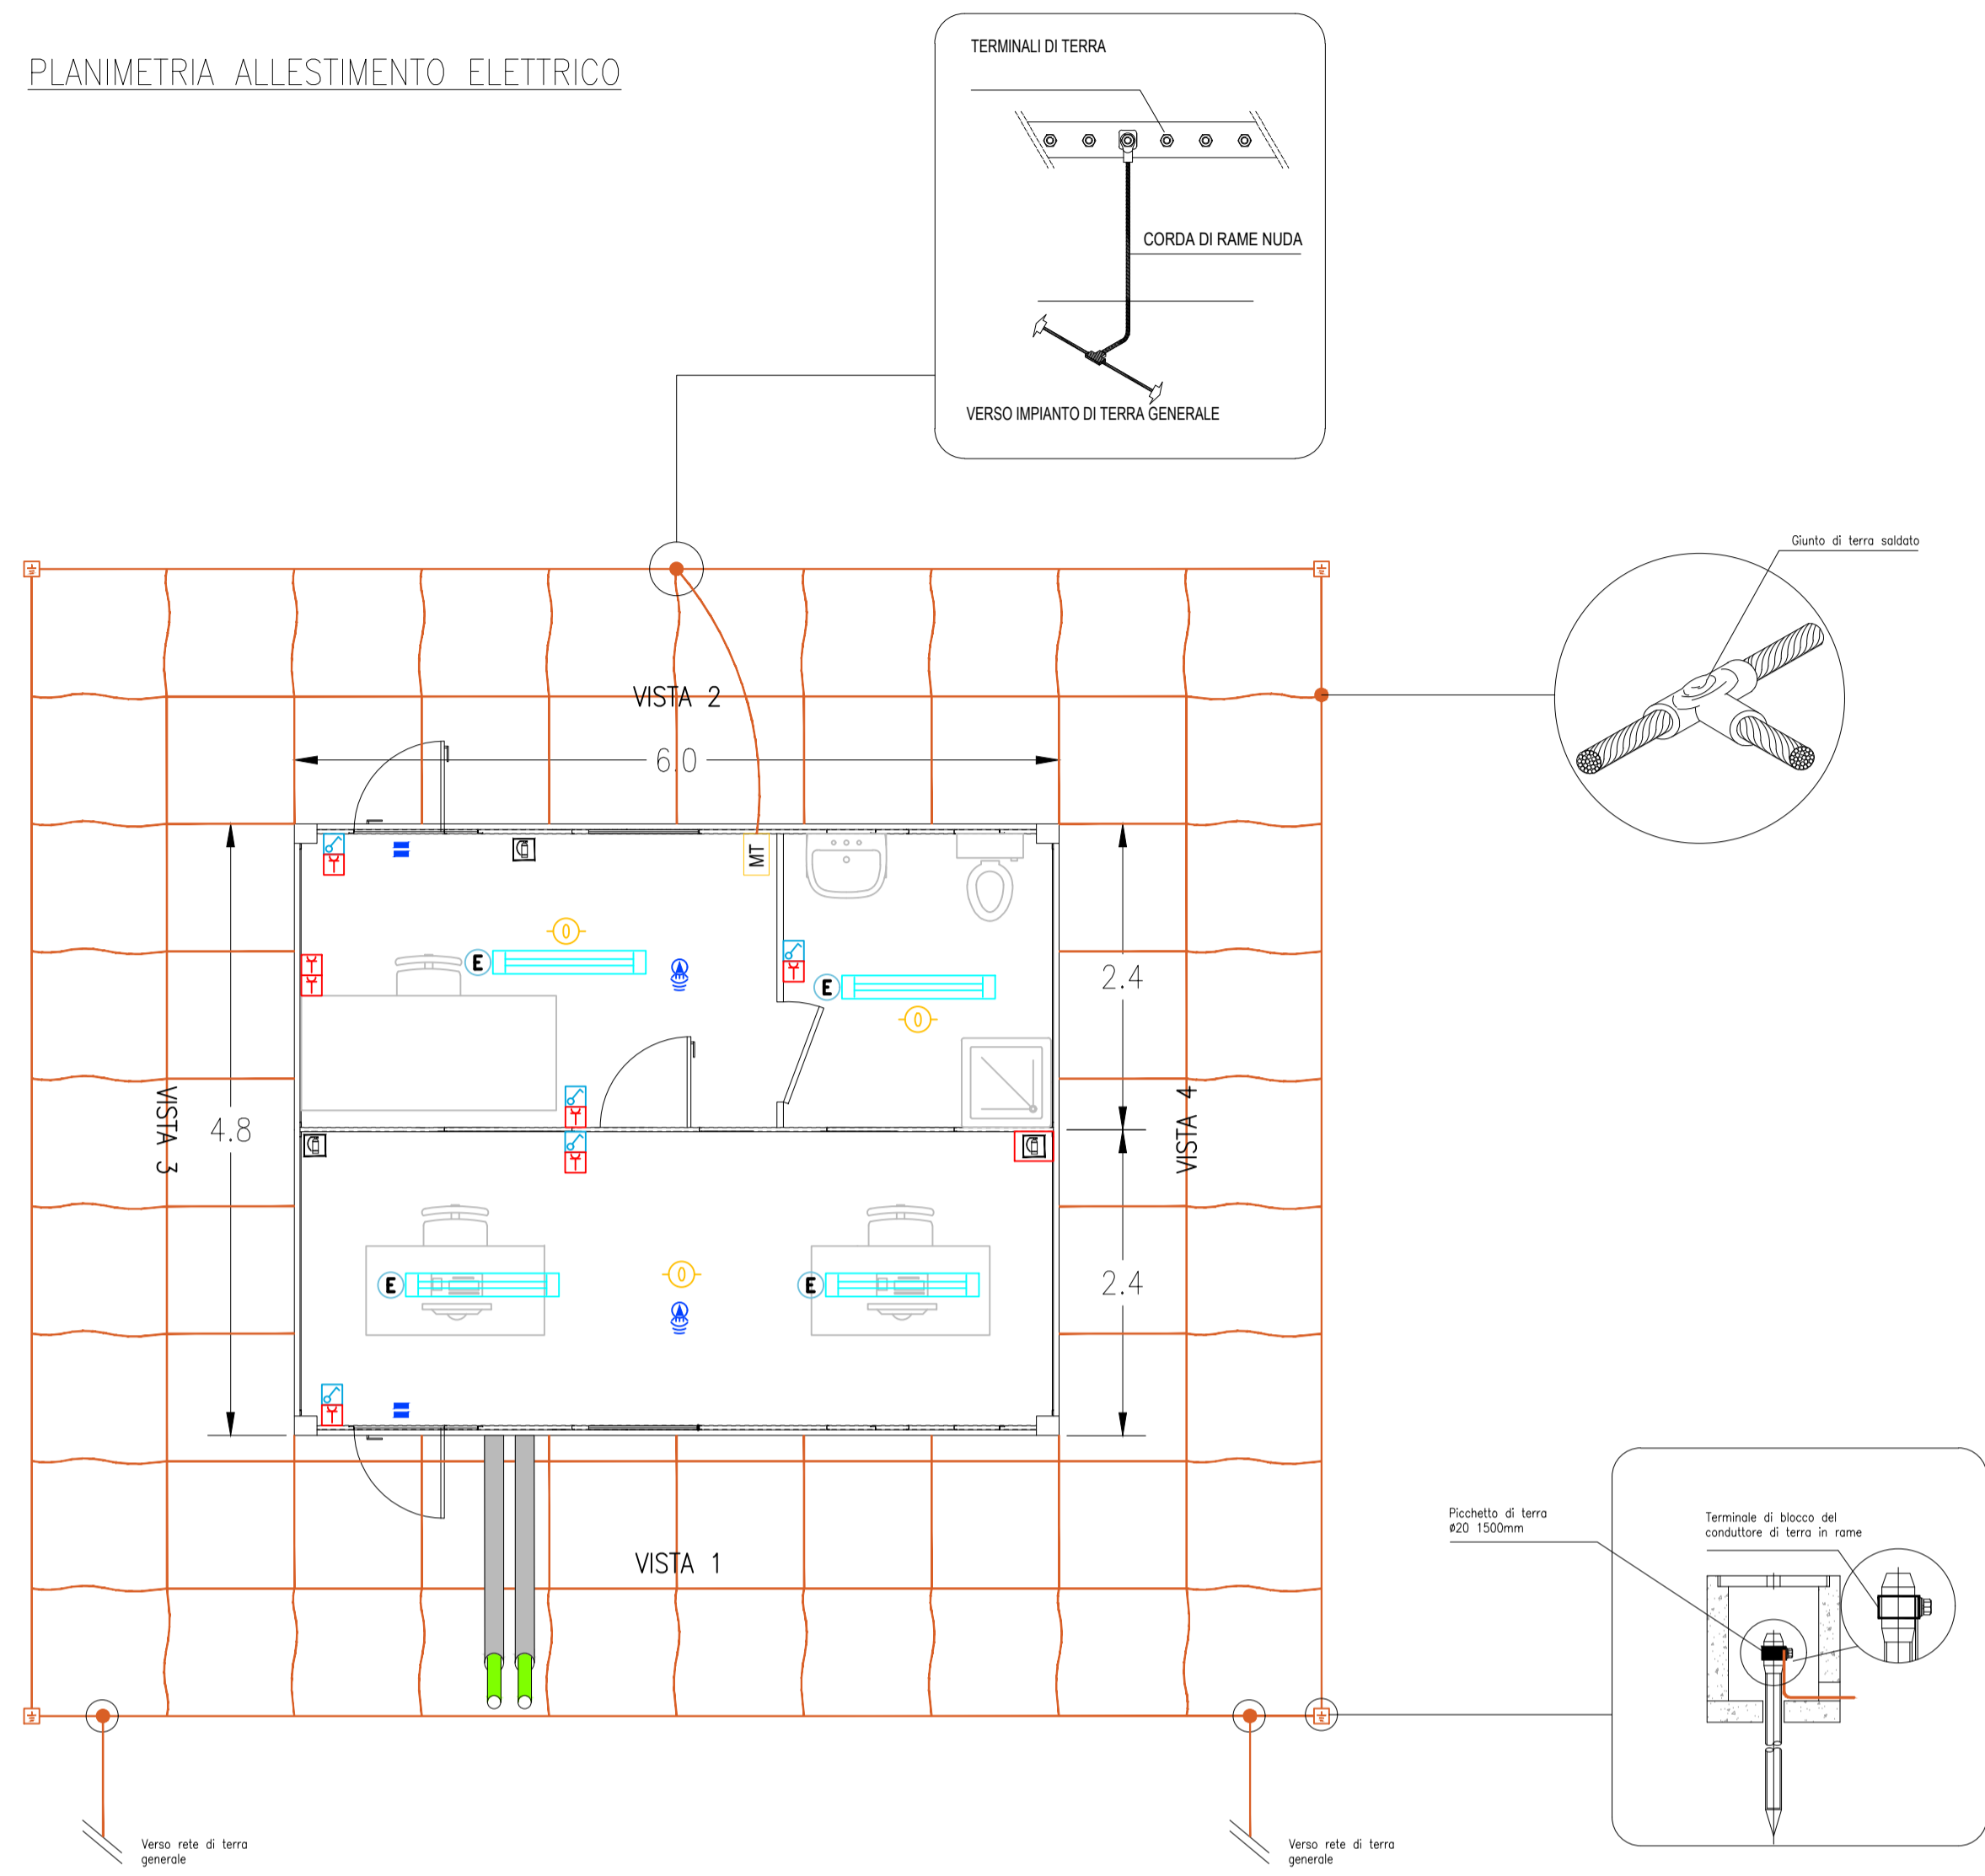 PLANIMETRIA ALLESTIMENTO ELETTRICO
TERMINALI DI TERRA
CORDA DI RAME NUDA
VERSO IMPIANTO DI TERRA GENERALE
Giunto di terra saldato
VISTA 2
6.0
MT
E
E
2.4
VISTA 3
4.8
VISTA 4
E
E
2.4
VISTA 1
Picchetto di terra
ø20 1500mm
Terminale di blocco del
conduttore di terra in rame
Verso rete di terra
generale
Verso rete di terra
generale